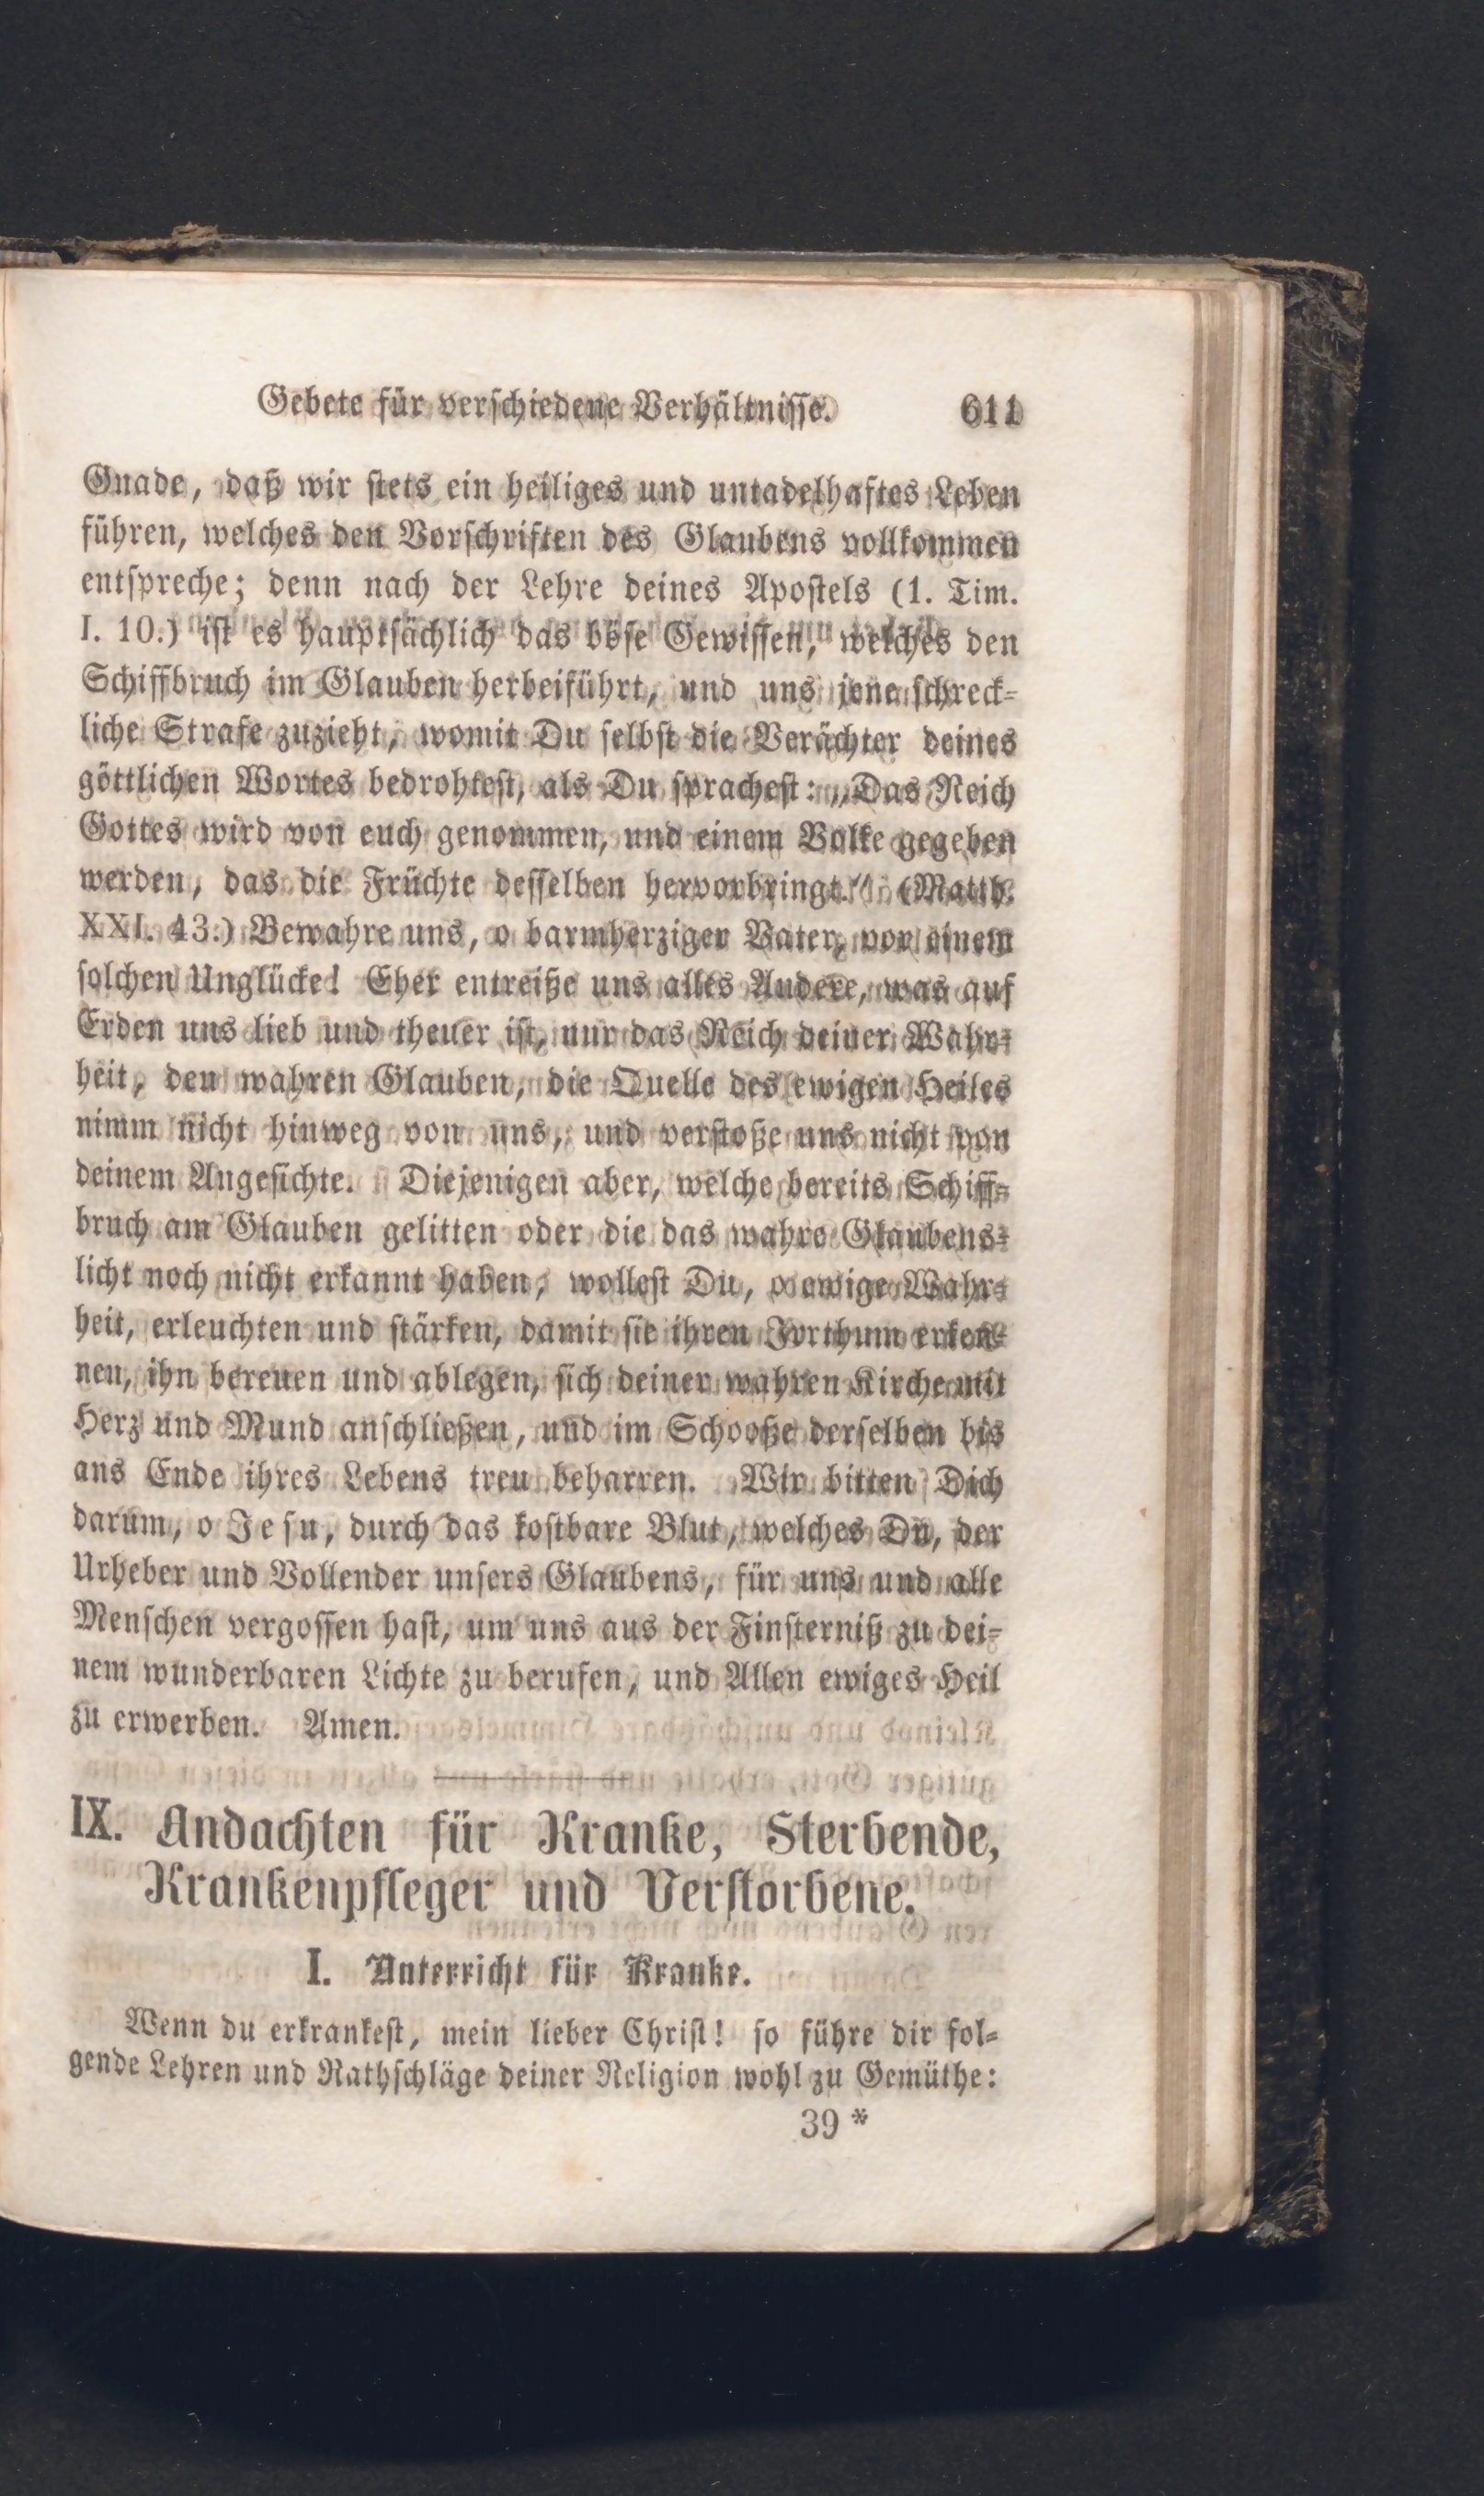 Gebete für verschiedene Verhältnisse. 611
Gnade, daß wir stets ein heiliges und untadelhaftes Leben
führen, welches den Vorschriften des Glaubens vollkommen
entspreche; denn nach der Lehre deines Apostels (1. Tim.
I. 10.) ist es hauptsächlich das böse Gewissen, welches den
Schiffbruch im Glauben herbeiführt, und uns jene schreck-
liche Strafe zuzieht, womit Du selbst die Verächter deines
göttlichen Wortes bedrohtest, als Du sprachest: „Das Reich
Gottes wird von euch genommen, und einem Volke gegeben
werden, das die Früchte desselben hervorbringt.“ (Matth.
XXI. 43.) Bewahre uns, o barmherziger Vater, vor einem
solchen Unglücke! Eher entreiße uns alles Andere, was auf
Erden uns lieb und theuer ist, nur das Reich deiner Wahr-
heit, den wahren Glauben, die Quelle des ewigen Heiles
nimm nicht hinweg von uns, und verstoße uns nicht von
deinem Angesichte. Diejenigen aber, welche bereits Schiff-
bruch am Glauben gelitten oder die das wahre Glaubens-
licht noch nicht erkannt haben, wollest Du, o ewige Wahr-
heit, erleuchten und stärken, damit sie ihren Irrthum erken-
nen, ihn bereuen und ablegen, sich deiner wahren Kirche mit
Herz und Mund anschließen, und im Schooße derselben bis
ans Ende ihres Lebens treu beharren. Wir bitten Dich
darum, o Jesu, durch das kostbare Blut, welches Du, der
Urheber und Vollender unsers Glaubens, für uns und alle
Menschen vergossen hast, um uns aus der Finsterniß zu dei-
nem wunderbaren Lichte zu berufen, und Allen ewiges Heil
zu erwerben. Amen.
IX. Andachten für Kranke, Sterbende,
Krankenpfleger und Verstorbene.
I. Unterricht für Kranke.
Wenn du erkrankest, mein lieber Christ! so führe dir fol-
gende Lehren und Rathschläge deiner Religion wohl zu Gemüthe:
39*